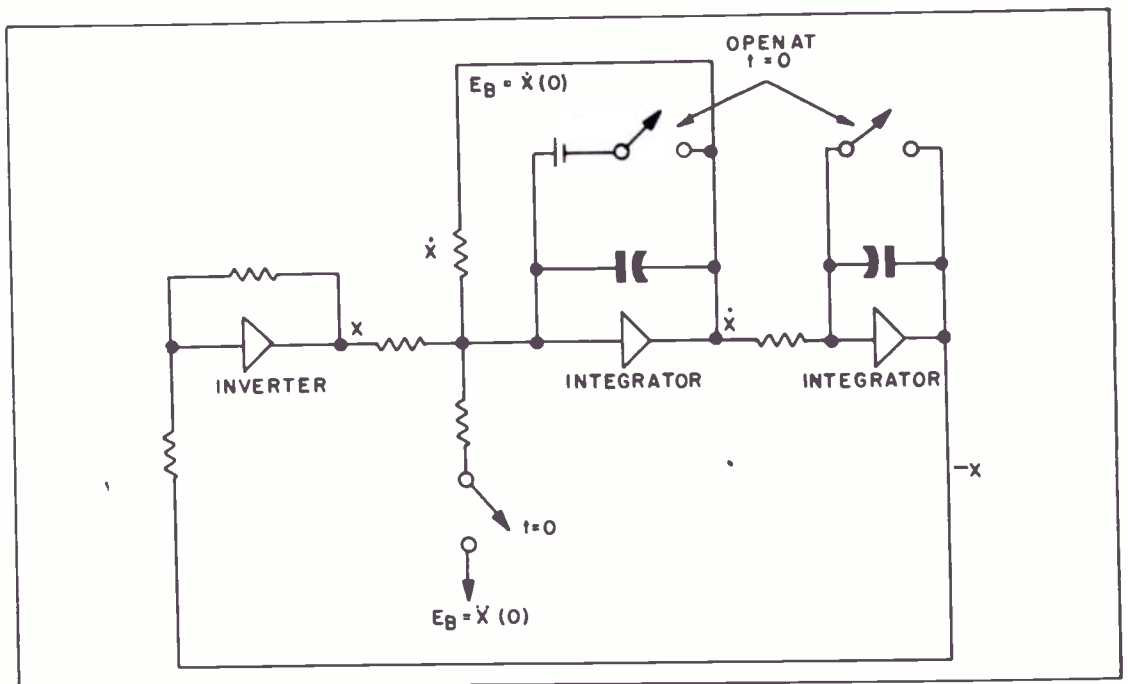 OPEN AT
t = 0
E_B = ẋ (0)
ẋ
x
ẋ
INVERTER
INTEGRATOR
INTEGRATOR
−x
t=0
E_B = ẍ (0)